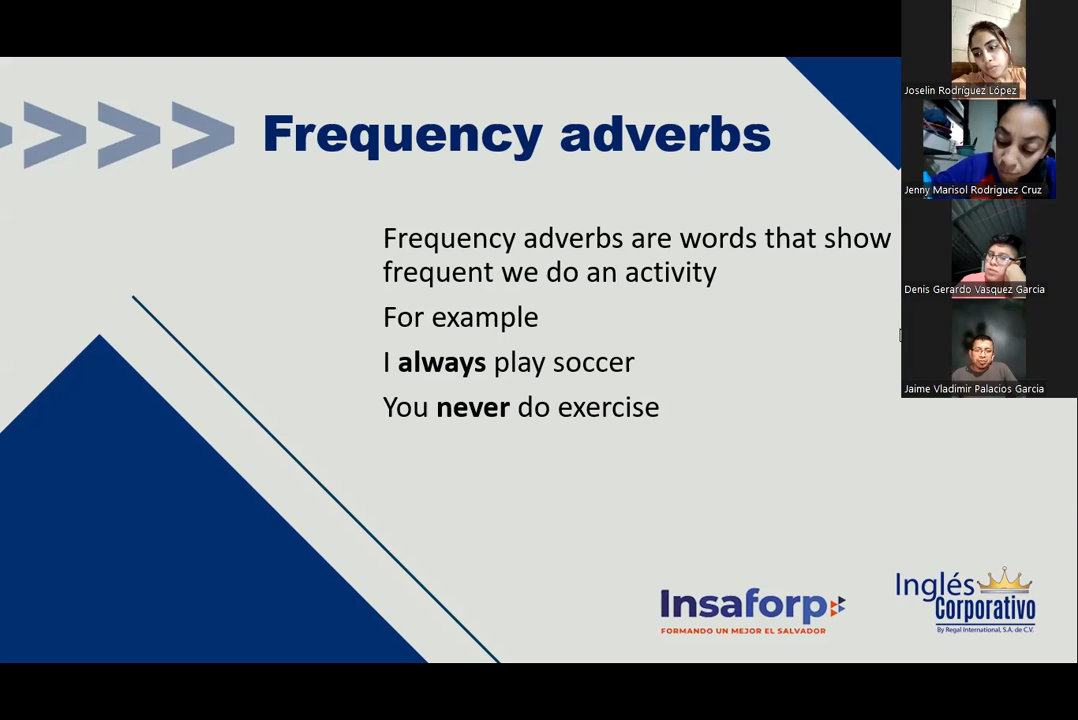 Frequency adverbs
Frequency adverbs are words that show
frequent we do an activity
For example
I always play soccer
You never do exercise
Joselin Rodríguez López
Jenny Marisol Rodriguez Cruz
Denis Gerardo Vasquez Garcia
Jaime Vladimir Palacios Garcia
Insaforp
FORMANDO UN MEJOR EL SALVADOR
Inglés
Corporativo
By Regal International, S.A. de C.V.